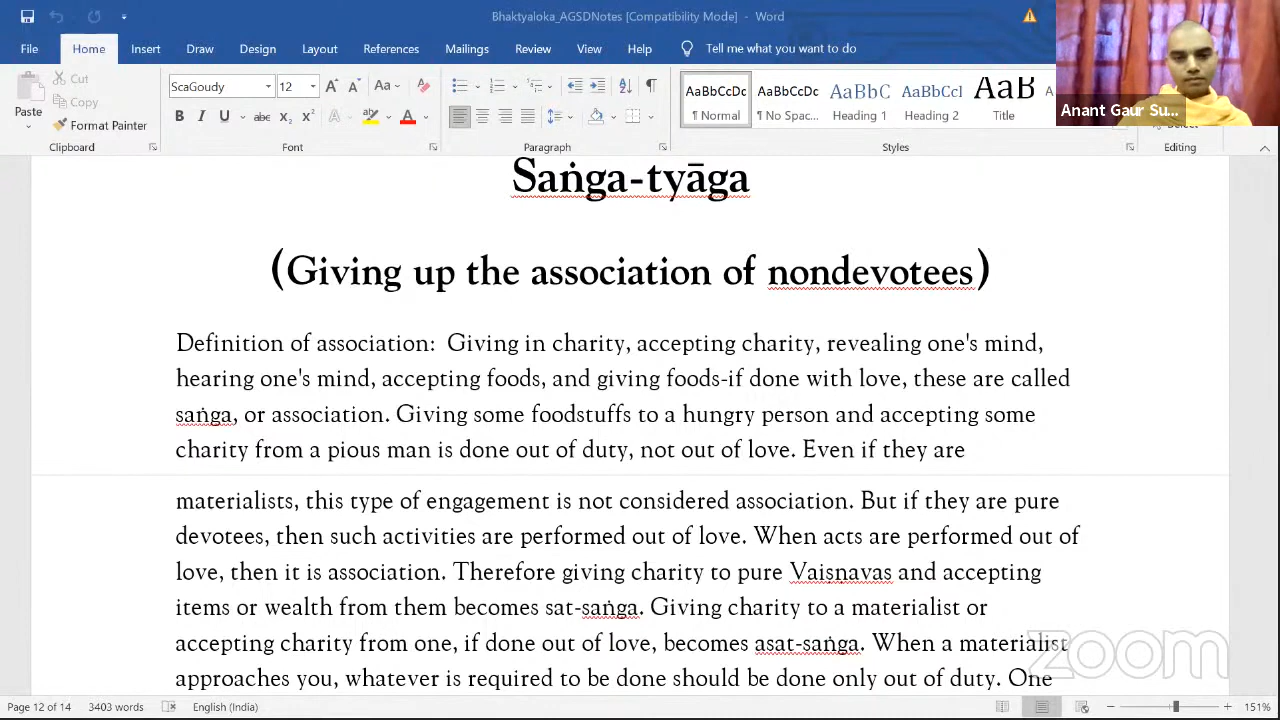 Bhaktyaloka_AGSDNotes [Compatibility Mode] - Word
File Home Insert Draw Design Layout References Mailings Review View Help Tell me what you want to do
Paste
Cut
Copy
Format Painter
Clipboard
ScaGoudy 12
Font
Paragraph
AaBbCcDc ¶ Normal
AaBbCcDc ¶ No Spac...
AaBbC Heading 1
AaBbCcI Heading 2
AaB Title
Styles
Editing
Anant Gaur Su...
Saṅga-tyāga
(Giving up the association of nondevotees)
Definition of association: Giving in charity, accepting charity, revealing one's mind,
hearing one's mind, accepting foods, and giving foods-if done with love, these are called
saṅga, or association. Giving some foodstuffs to a hungry person and accepting some
charity from a pious man is done out of duty, not out of love. Even if they are
materialists, this type of engagement is not considered association. But if they are pure
devotees, then such activities are performed out of love. When acts are performed out of
love, then it is association. Therefore giving charity to pure Vaiṣṇavas and accepting
items or wealth from them becomes sat-saṅga. Giving charity to a materialist or
accepting charity from one, if done out of love, becomes asat-saṅga. When a materialist
approaches you, whatever is required to be done should be done only out of duty. One
zoom
Page 12 of 14 3403 words English (India) 151%